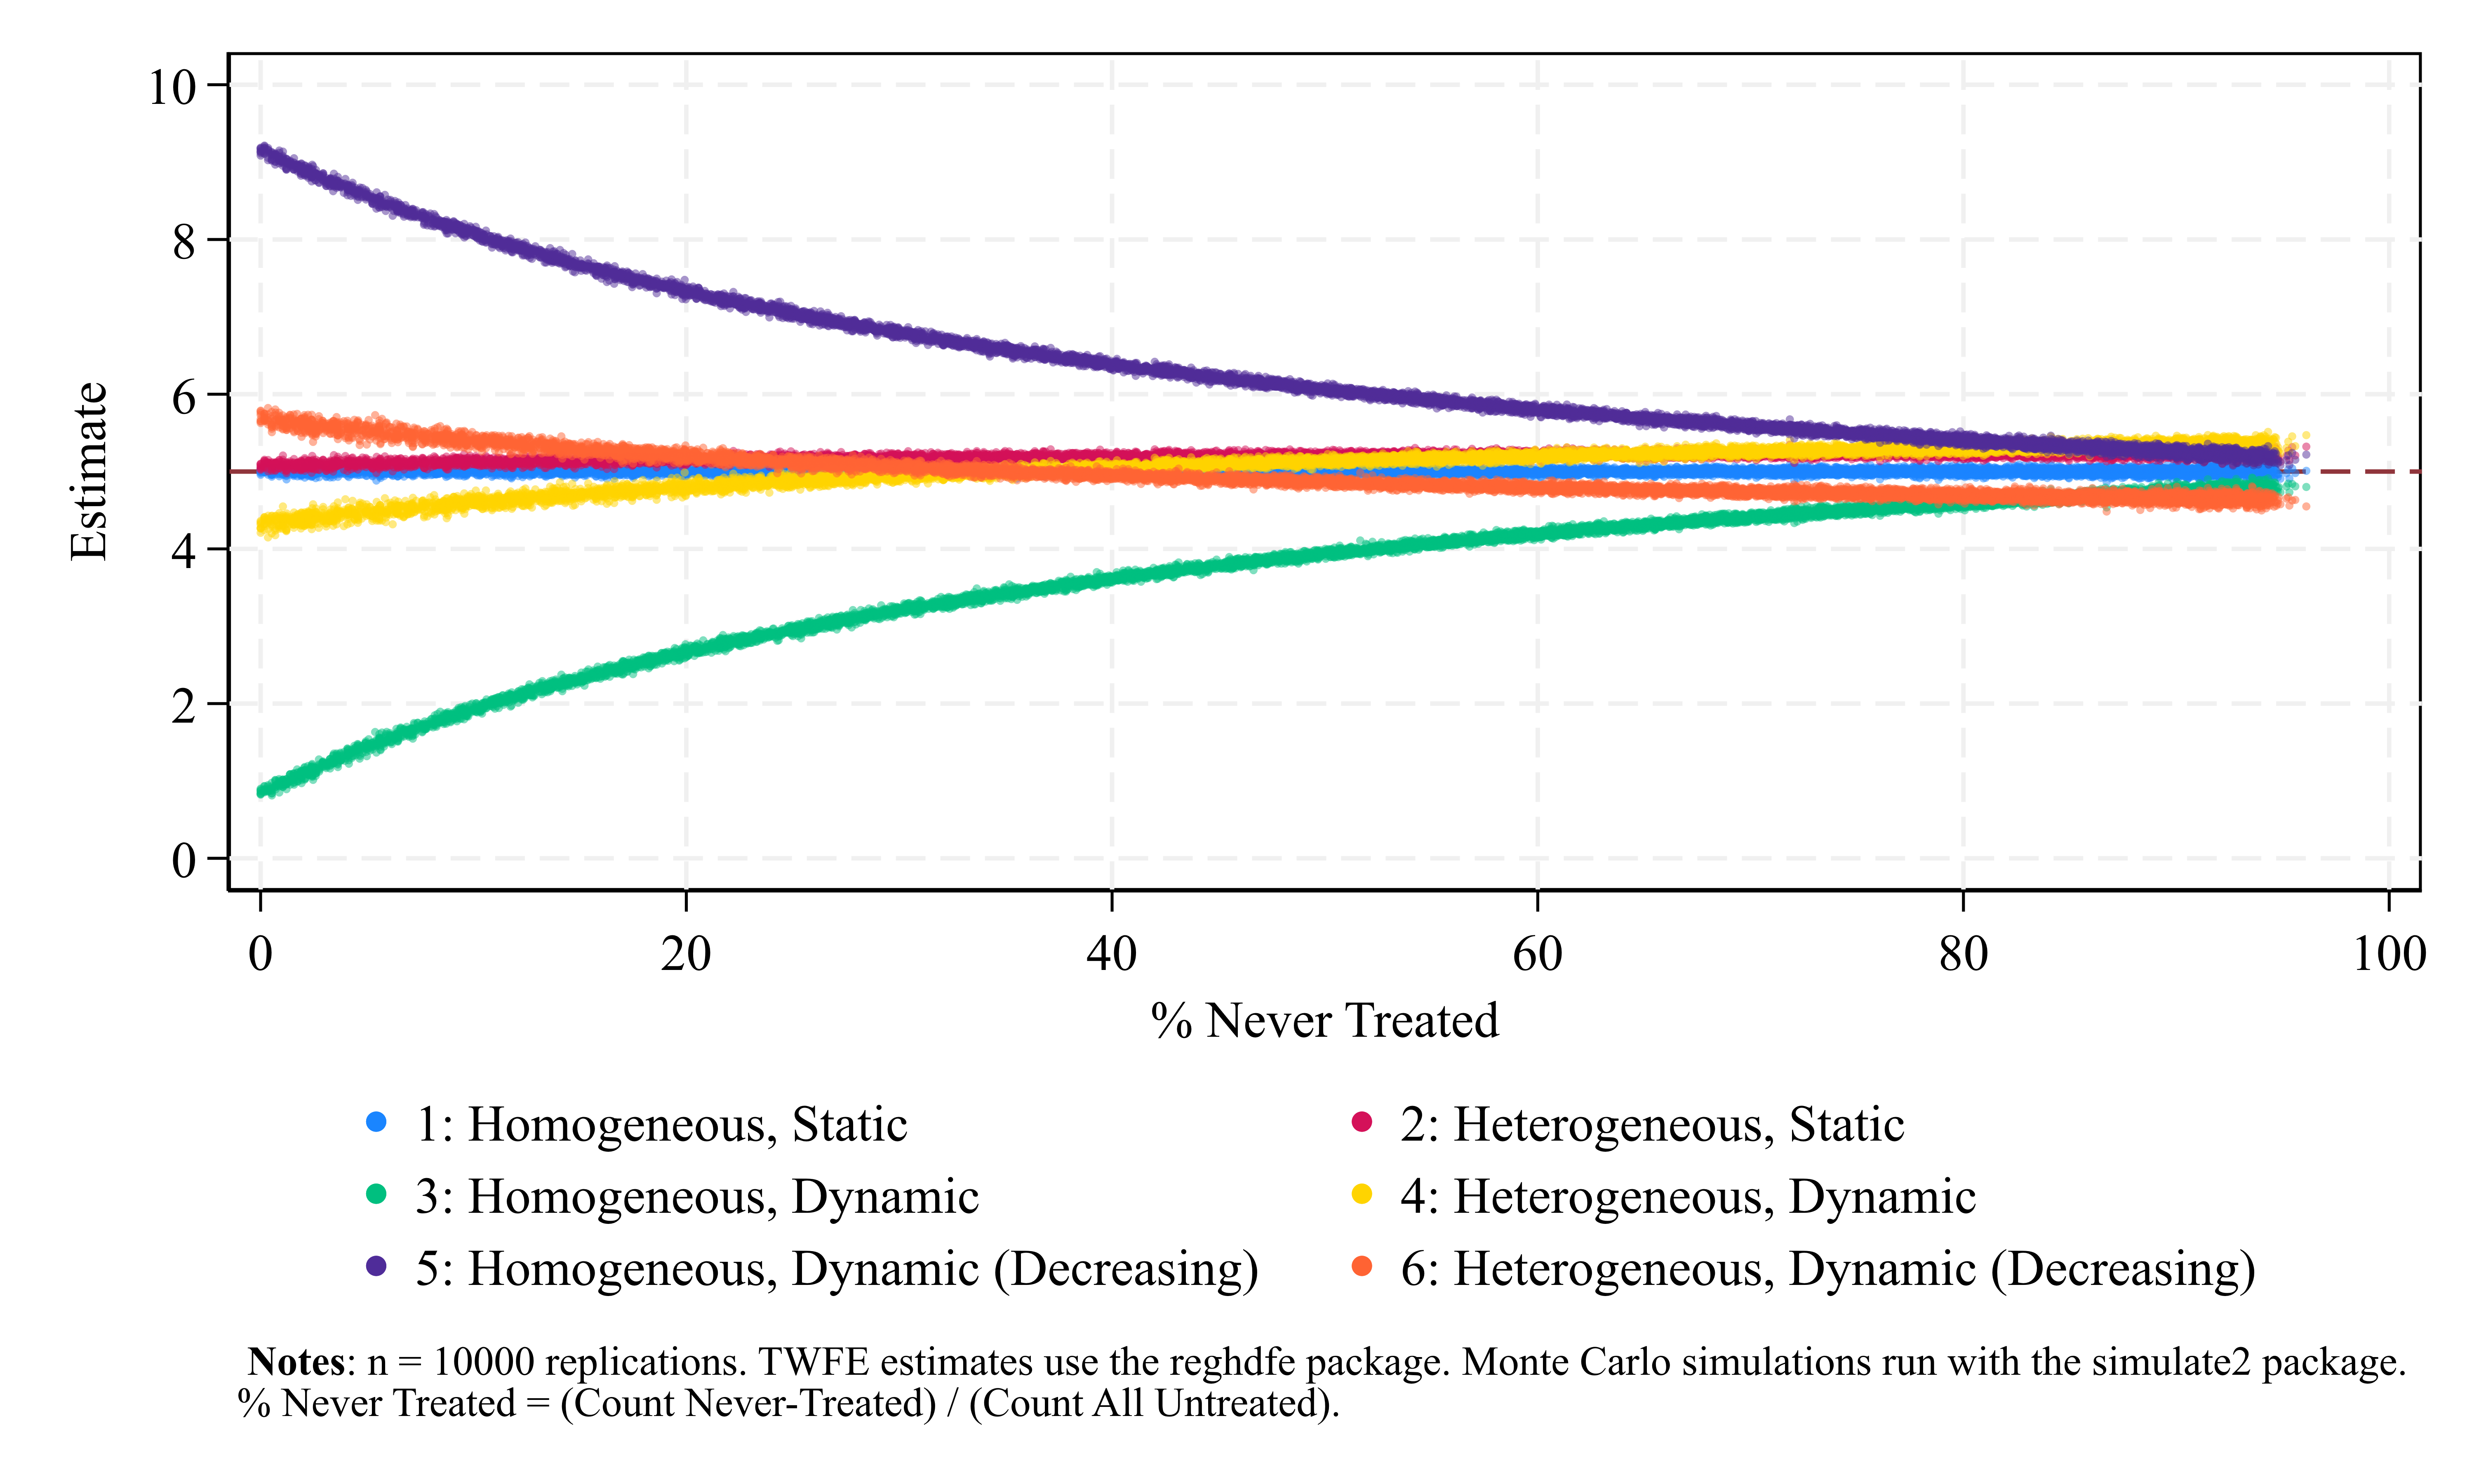 10
8
6
4
2
0
Estimate
0 20 40 60 80 100
% Never Treated
1: Homogeneous, Static
2: Heterogeneous, Static
3: Homogeneous, Dynamic
4: Heterogeneous, Dynamic
5: Homogeneous, Dynamic (Decreasing)
6: Heterogeneous, Dynamic (Decreasing)
Notes: n = 10000 replications. TWFE estimates use the reghdfe package. Monte Carlo simulations run with the simulate2 package.
% Never Treated = (Count Never-Treated) / (Count All Untreated).